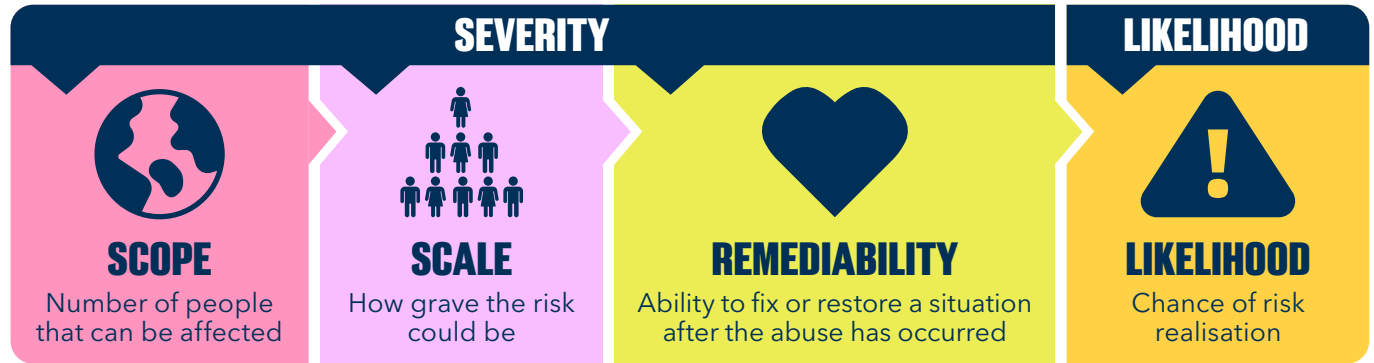 SEVERITY
LIKELIHOOD
SCOPE
Number of people
that can be affected
SCALE
How grave the risk
could be
REMEDIABILITY
Ability to fix or restore a situation
after the abuse has occurred
LIKELIHOOD
Chance of risk
realisation